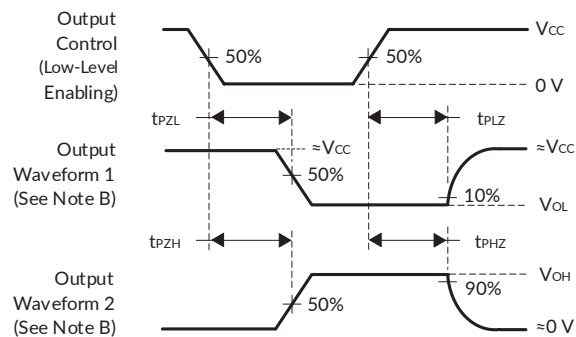 Output
Control
(Low-Level
Enabling)
50%
50%
VCC
0 V
tPZL
tPLZ
Output
Waveform 1
(See Note B)
≈VCC
50%
≈VCC
10%
VOL
tPZH
tPHZ
Output
Waveform 2
(See Note B)
50%
VOH
90%
≈0 V